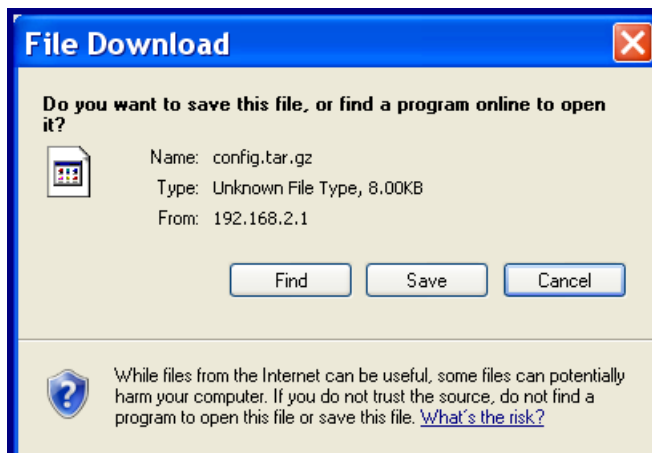 File Download
Do you want to save this file, or find a program online to open
it?
Name: config.tar.gz
Type: Unknown File Type, 8.00KB
From: 192.168.2.1
Find Save Cancel
While files from the Internet can be useful, some files can potentially
harm your computer. If you do not trust the source, do not find a
program to open this file or save this file. What's the risk?